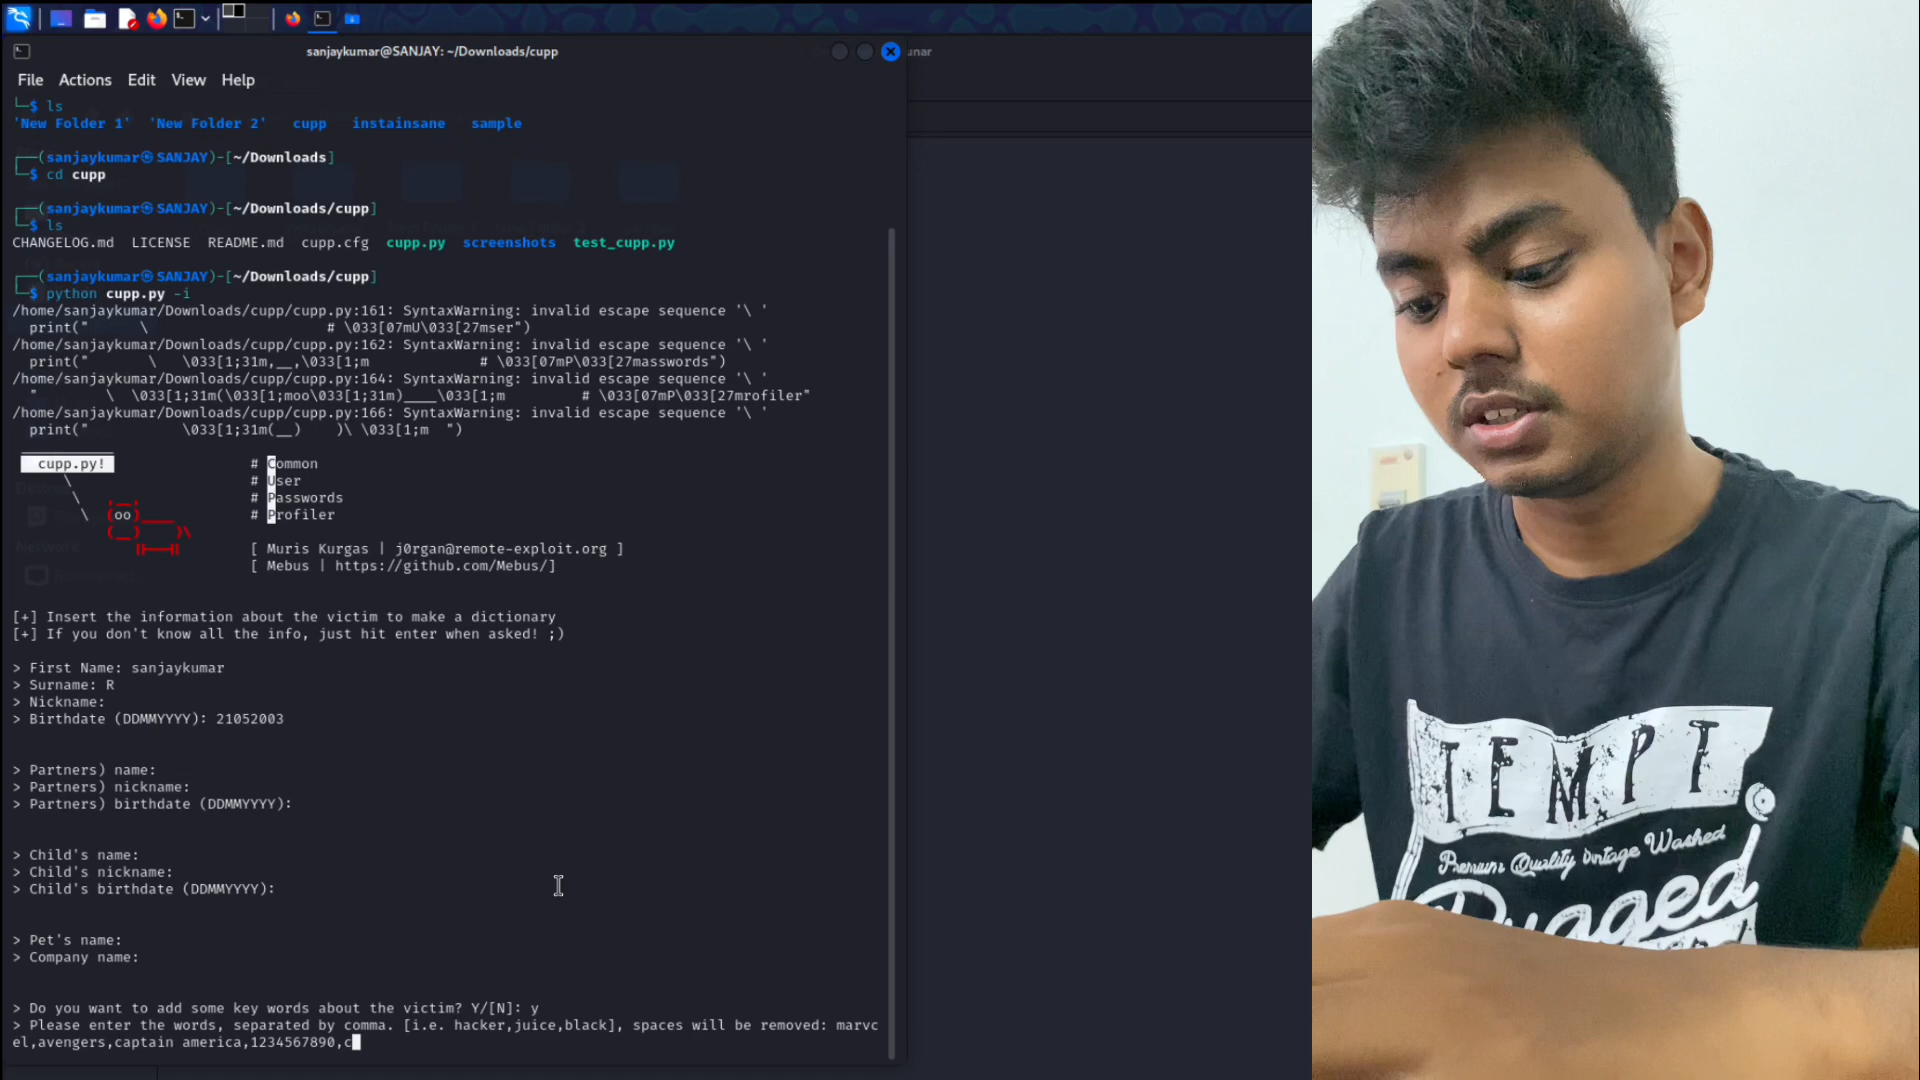 sanjaykumar@SANJAY: ~/Downloads/cupp
File Actions Edit View Help
└─$ ls
'New Folder 1' 'New Folder 2' cupp instainsane sample
┌──(sanjaykumar㉿SANJAY)-[~/Downloads]
└─$ cd cupp
┌──(sanjaykumar㉿SANJAY)-[~/Downloads/cupp]
└─$ ls
CHANGELOG.md LICENSE README.md cupp.cfg cupp.py screenshots test_cupp.py
┌──(sanjaykumar㉿SANJAY)-[~/Downloads/cupp]
└─$ python cupp.py -i
/home/sanjaykumar/Downloads/cupp/cupp.py:161: SyntaxWarning: invalid escape sequence '\ '
print(" \ # \033[07mU\033[27mser")
/home/sanjaykumar/Downloads/cupp/cupp.py:162: SyntaxWarning: invalid escape sequence '\ '
print(" \ \033[1;31m,__,\033[1;m # \033[07mP\033[27masswords")
/home/sanjaykumar/Downloads/cupp/cupp.py:164: SyntaxWarning: invalid escape sequence '\ '
" \ \033[1;31m(\033[1;moo\033[1;31m)____\033[1;m # \033[07mP\033[27mrofiler"
/home/sanjaykumar/Downloads/cupp/cupp.py:166: SyntaxWarning: invalid escape sequence '\ '
print(" \033[1;31m(__) )\ \033[1;m ")
cupp.py! # Common
\ # User
\ ,__, # Passwords
\ (oo)____ # Profiler
(__) )\
||--|| [ Muris Kurgas | j0rgan@remote-exploit.org ]
[ Mebus | https://github.com/Mebus/]
[+] Insert the information about the victim to make a dictionary
[+] If you don't know all the info, just hit enter when asked! ;)
> First Name: sanjaykumar
> Surname: R
> Nickname:
> Birthdate (DDMMYYYY): 21052003
> Partners) name:
> Partners) nickname:
> Partners) birthdate (DDMMYYYY):
> Child's name:
> Child's nickname:
> Child's birthdate (DDMMYYYY):
> Pet's name:
> Company name:
> Do you want to add some key words about the victim? Y/[N]: y
> Please enter the words, separated by comma. [i.e. hacker,juice,black], spaces will be removed: marvc
el,avengers,captain america,1234567890,c
TEMPT
Premium Quality Vintage Washed
Rugged